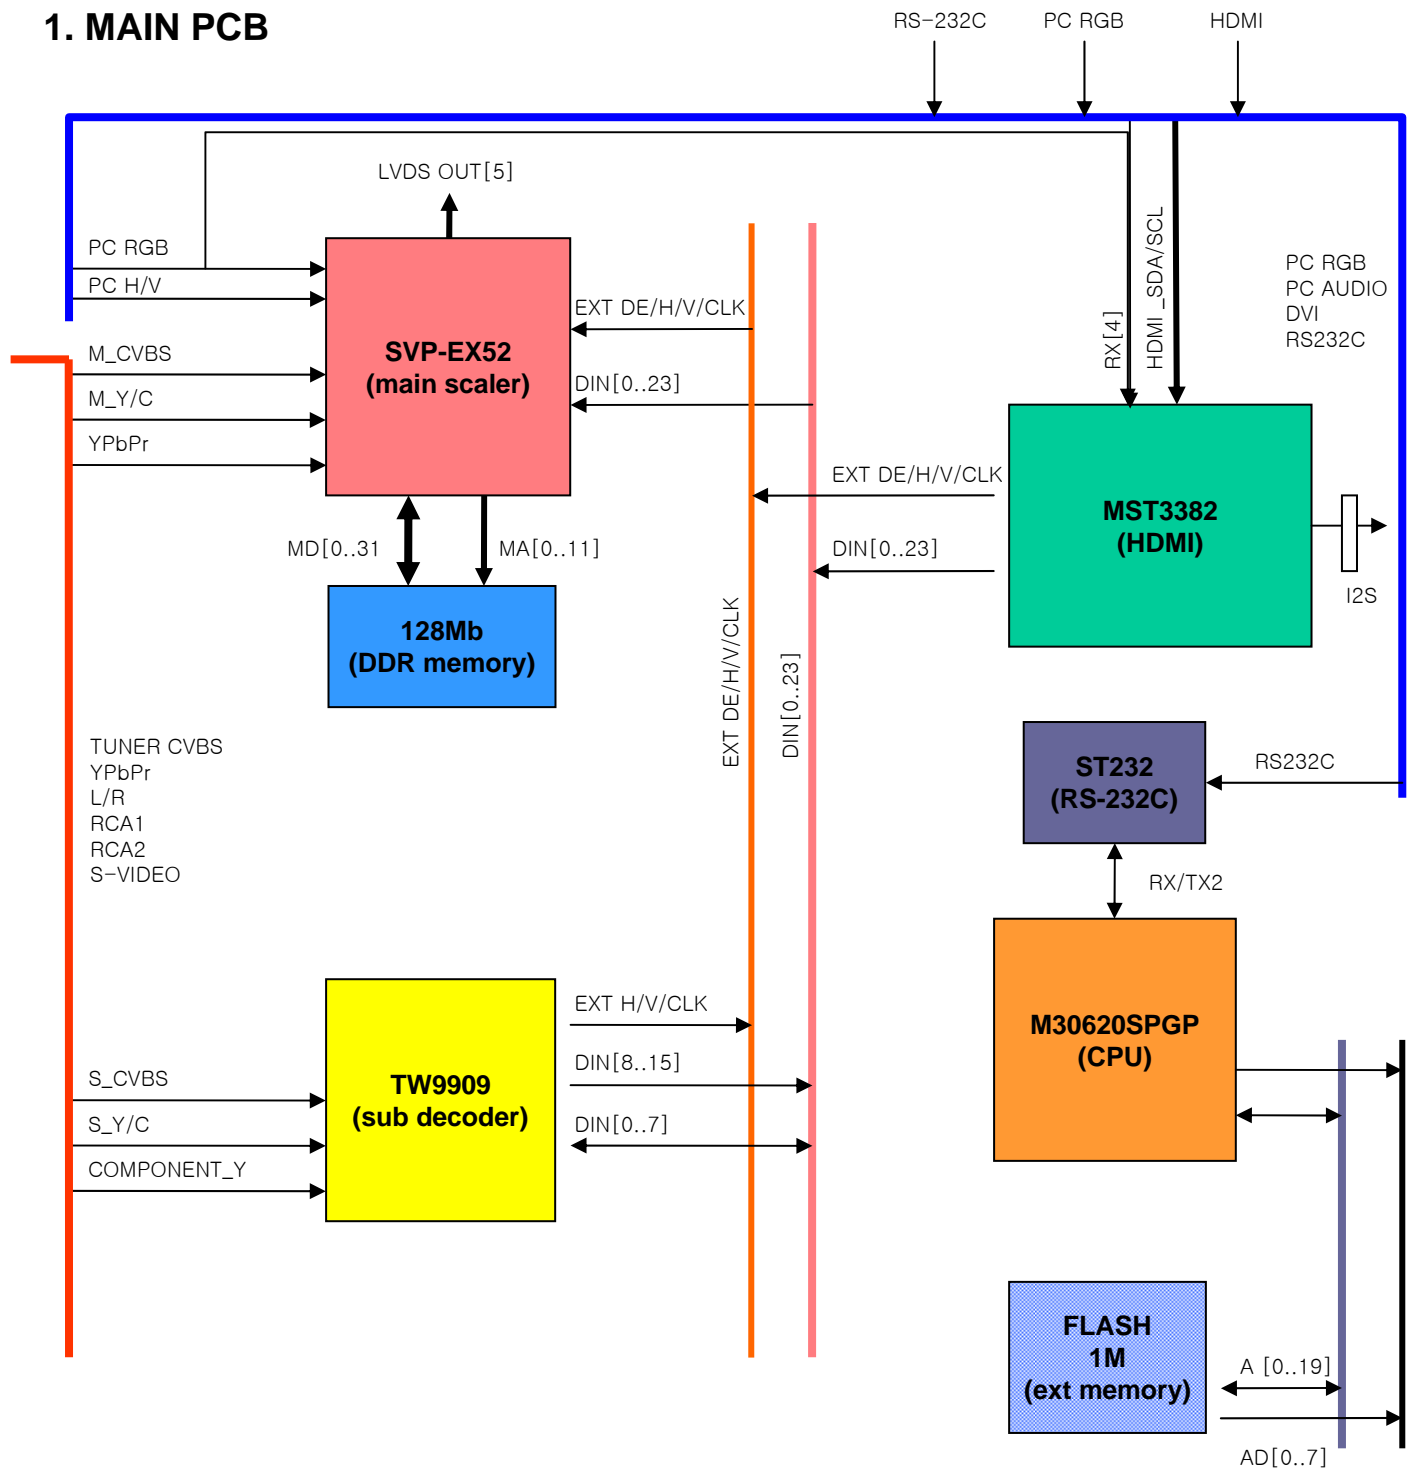 1. MAIN PCB
RS-232C
PC RGB
HDMI
LVDS OUT[5]
PC RGB
PC H/V
M_CVBS
M_Y/C
YPbPr
SVP-EX52
(main scaler)
EXT DE/H/V/CLK
DIN[0..23]
RX[4]
HDMI_SDA/SCL
PC RGB
PC AUDIO
DVI
RS232C
EXT DE/H/V/CLK
DIN[0..23]
MST3382
(HDMI)
I2S
MD[0..31
MA[0..11]
128Mb
(DDR memory)
EXT DE/H/V/CLK
DIN[0..23]
TUNER CVBS
YPbPr
L/R
RCA1
RCA2
S-VIDEO
ST232
(RS-232C)
RS232C
RX/TX2
M30620SPGP
(CPU)
S_CVBS
S_Y/C
COMPONENT_Y
TW9909
(sub decoder)
EXT H/V/CLK
DIN[8..15]
DIN[0..7]
FLASH
1M
(ext memory)
A [0..19]
AD[0..7]